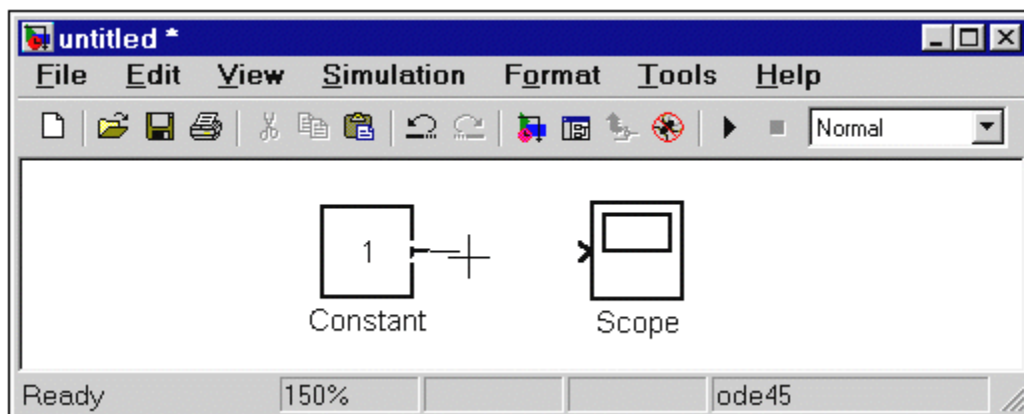 untitled *
File Edit View Simulation Format Tools Help
Normal
1
Constant Scope
Ready 150% ode45